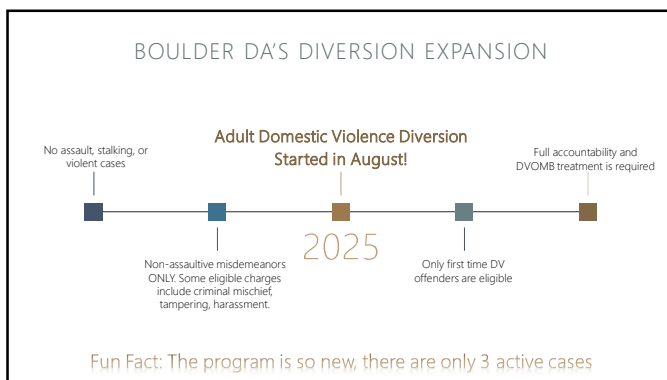 BOULDER DA'S DIVERSION EXPANSION
No assault, stalking, or
violent cases
Non-assaultive misdemeanors
ONLY. Some eligible charges
include criminal mischief,
tampering, harassment.
Adult Domestic Violence Diversion
Started in August!
2025
Only first time DV
offenders are eligible
Full accountability and
DVOMB treatment is required
Fun Fact: The program is so new, there are only 3 active cases